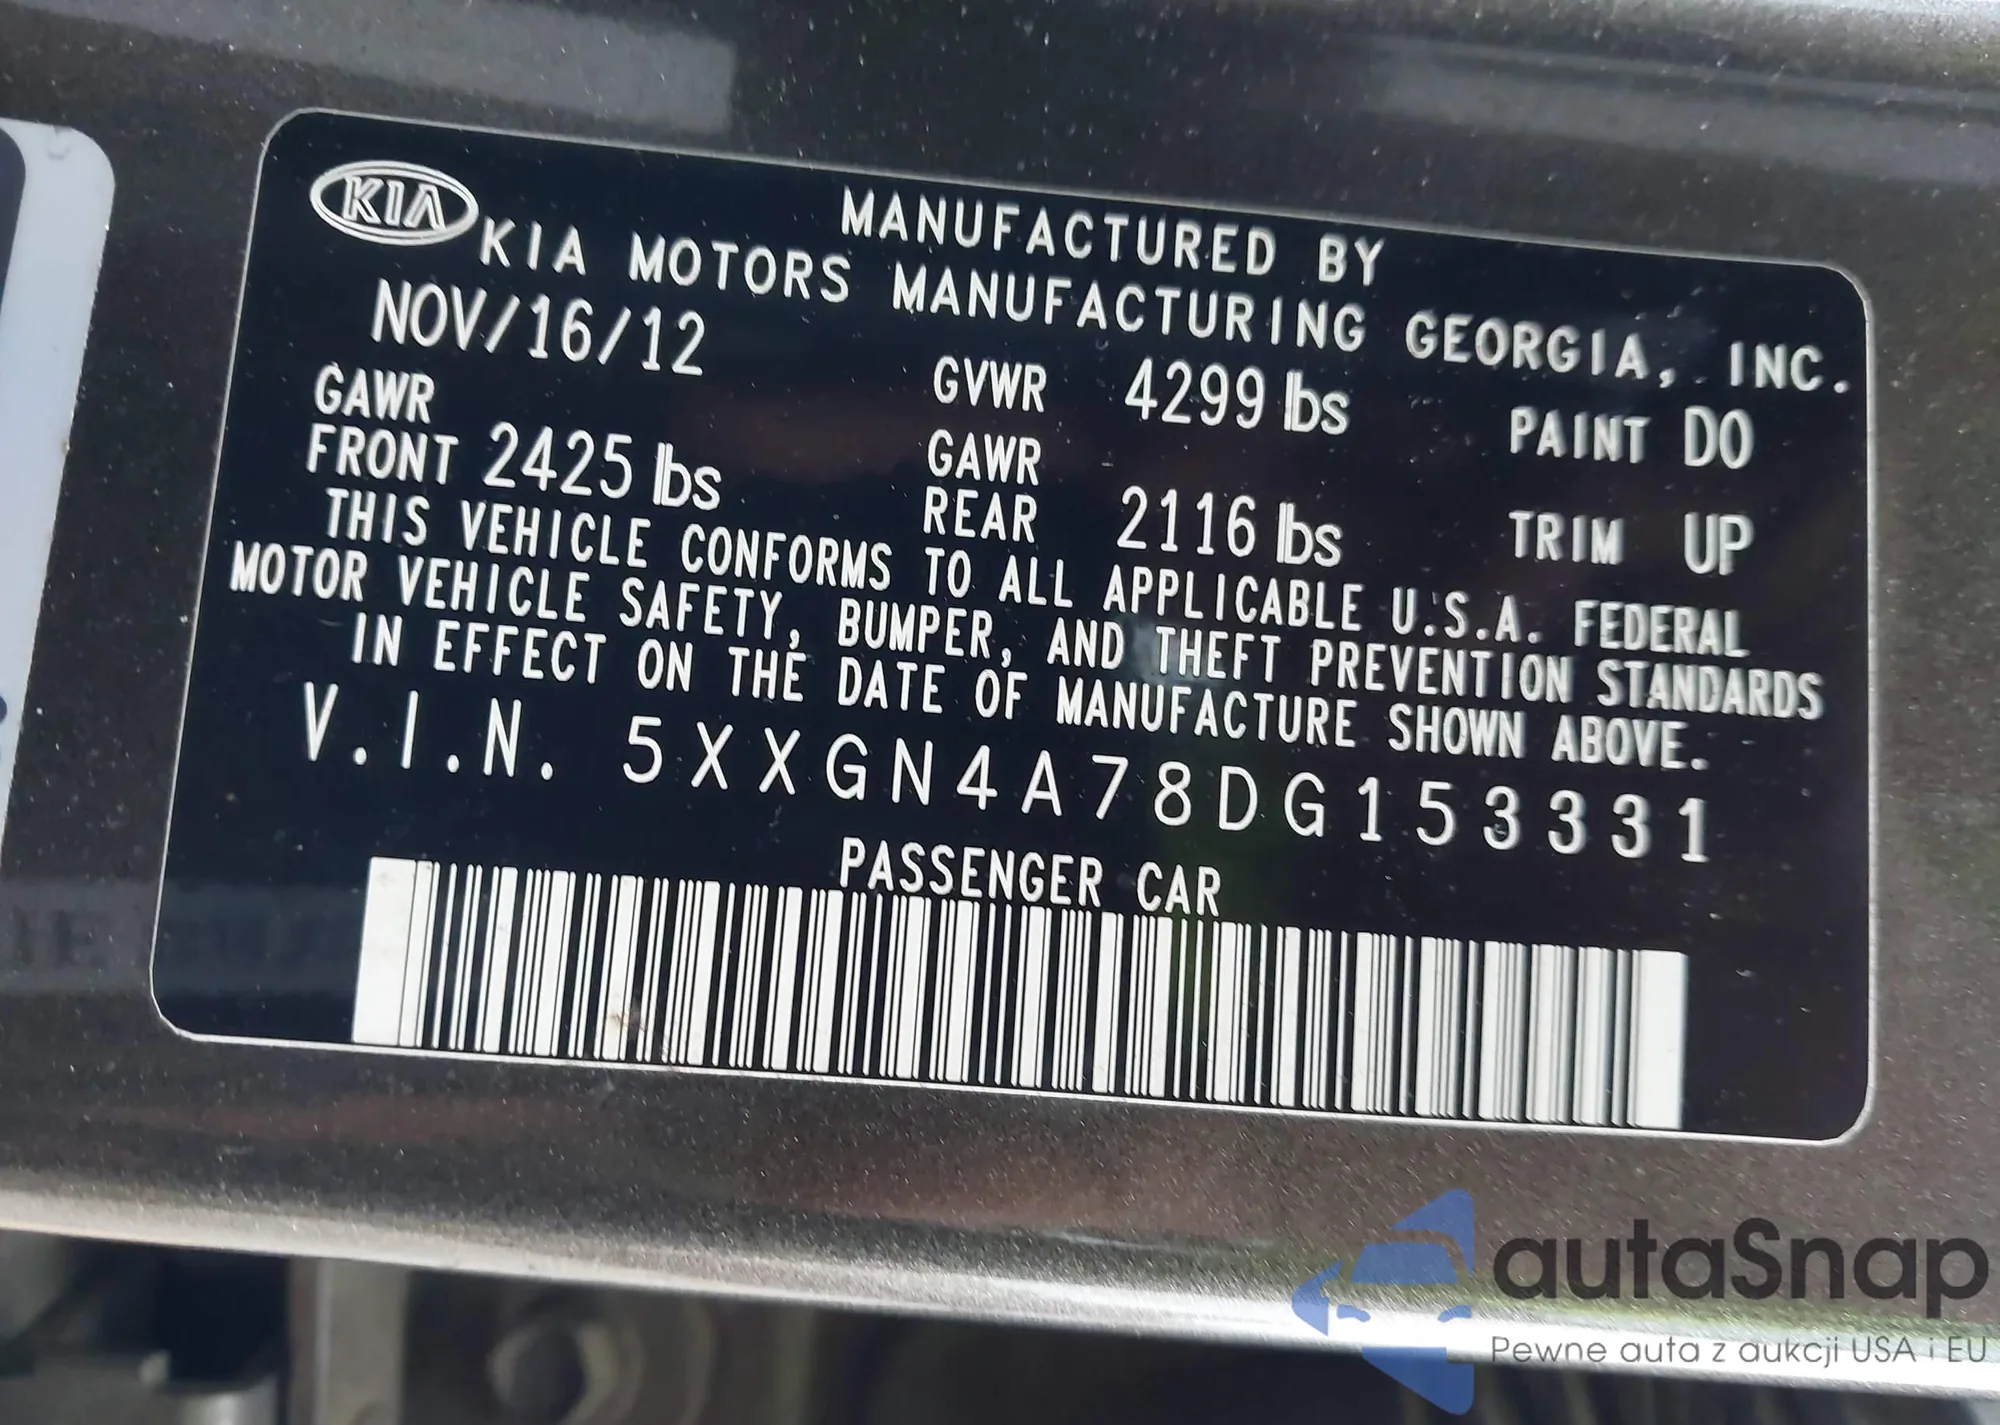 KIA
MANUFACTURED BY
KIA MOTORS MANUFACTURING GEORGIA, INC.
NOV/16/12 GVWR 4299 lbs PAINT D0
GAWR FRONT 2425 lbs GAWR REAR 2116 lbs TRIM UP
THIS VEHICLE CONFORMS TO ALL APPLICABLE U.S.A. FEDERAL
MOTOR VEHICLE SAFETY, BUMPER, AND THEFT PREVENTION STANDARDS
IN EFFECT ON THE DATE OF MANUFACTURE SHOWN ABOVE.
V.I.N. 5XXGN4A78DG153331
PASSENGER CAR
autaSnap
Pewne auta z aukcji USA i EU